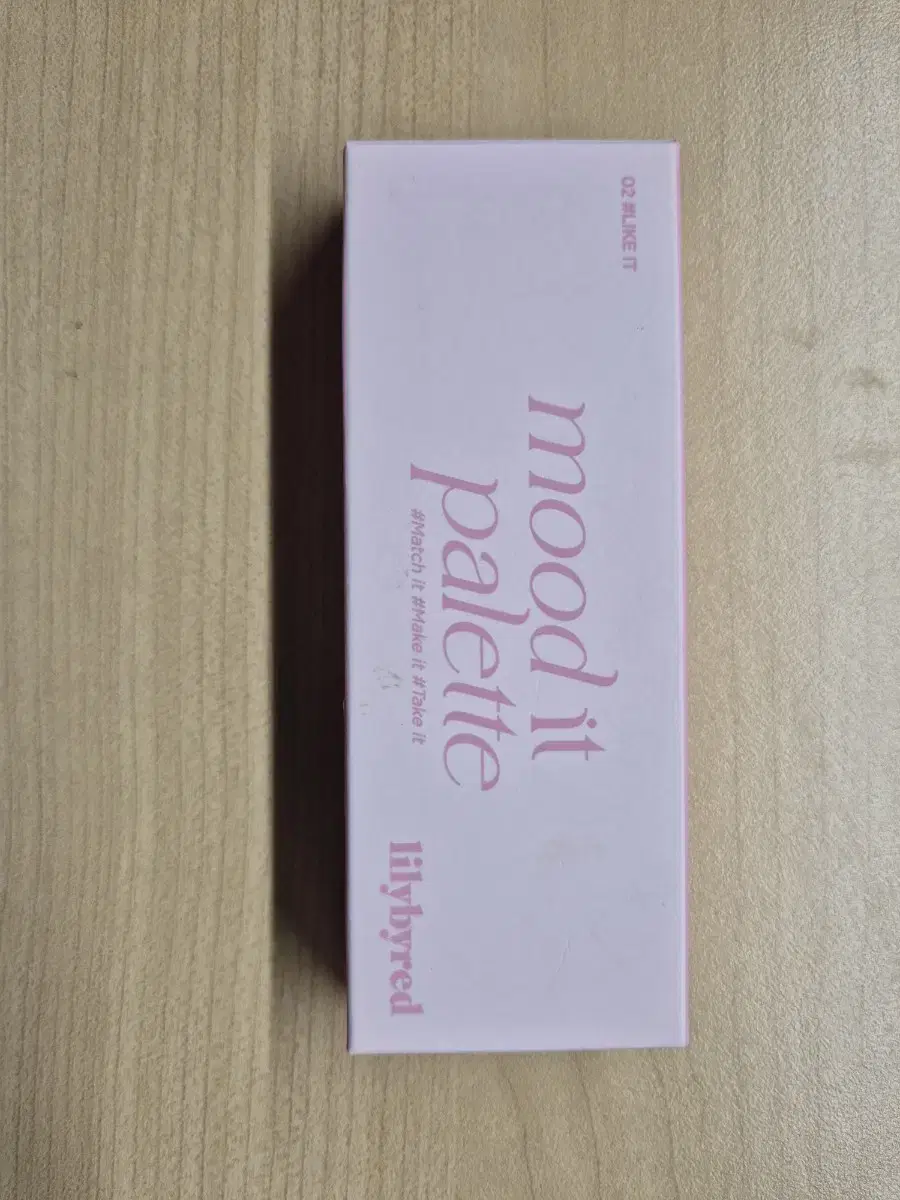 02 #LIKE IT
mood it
palette
#Match it #Make it #Take it
lilybyred